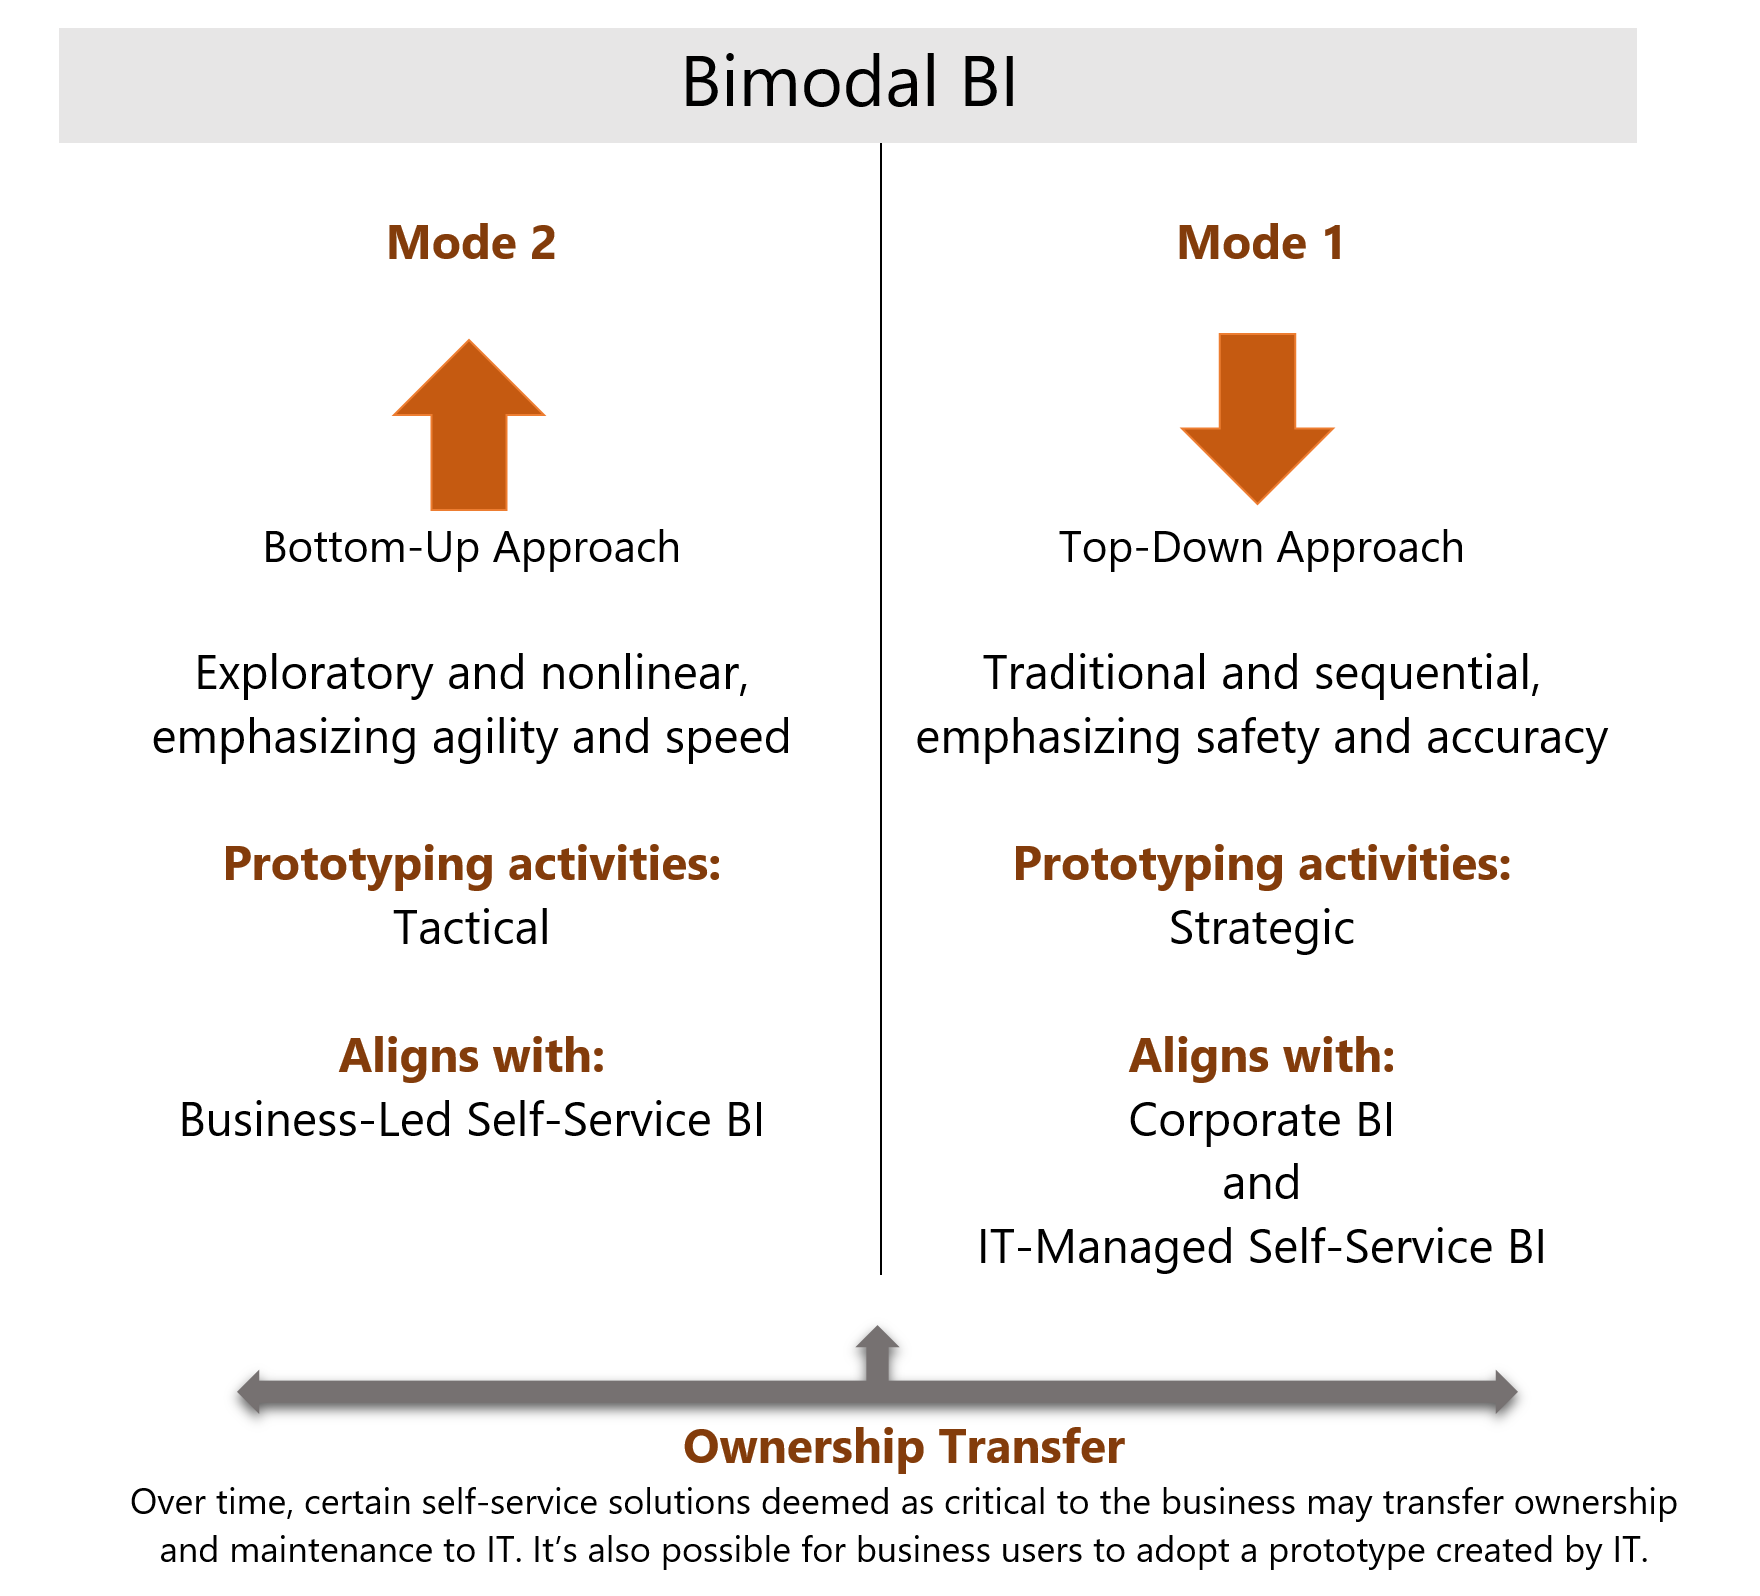 Bimodal BI
Mode 2
Bottom-Up Approach
Exploratory and nonlinear,
emphasizing agility and speed
Prototyping activities:
Tactical
Aligns with:
Business-Led Self-Service BI
Mode 1
Top-Down Approach
Traditional and sequential,
emphasizing safety and accuracy
Prototyping activities:
Strategic
Aligns with:
Corporate BI
and
IT-Managed Self-Service BI
Ownership Transfer
Over time, certain self-service solutions deemed as critical to the business may transfer ownership
and maintenance to IT. It’s also possible for business users to adopt a prototype created by IT.